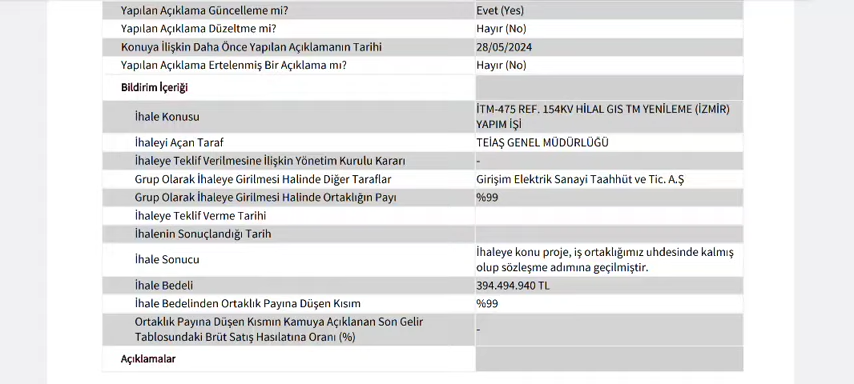 Yapılan Açıklama Güncelleme mi? Evet (Yes)
Yapılan Açıklama Düzeltme mi? Hayır (No)
Konuya İlişkin Daha Önce Yapılan Açıklamanın Tarihi 28/05/2024
Yapılan Açıklama Ertelenmiş Bir Açıklama mı? Hayır (No)
Bildirim İçeriği
İhale Konusu İTM-475 REF. 154KV HİLAL GIS TM YENİLEME (İZMİR)
YAPIM İŞİ
İhaleyi Açan Taraf TEİAŞ GENEL MÜDÜRLÜĞÜ
İhaleye Teklif Verilmesine İlişkin Yönetim Kurulu Kararı -
Grup Olarak İhaleye Girilmesi Halinde Diğer Taraflar Girişim Elektrik Sanayi Taahhüt ve Tic. A.Ş
Grup Olarak İhaleye Girilmesi Halinde Ortaklığın Payı %99
İhaleye Teklif Verme Tarihi
İhalenin Sonuçlandığı Tarih
İhale Sonucu İhaleye konu proje, iş ortaklığımız uhdesinde kalmış
olup sözleşme adımına geçilmiştir.
İhale Bedeli 394.494.940 TL
İhale Bedelinden Ortaklık Payına Düşen Kısım %99
Ortaklık Payına Düşen Kısmın Kamuya Açıklanan Son Gelir
Tablosundaki Brüt Satış Hasılatına Oranı (%) -
Açıklamalar